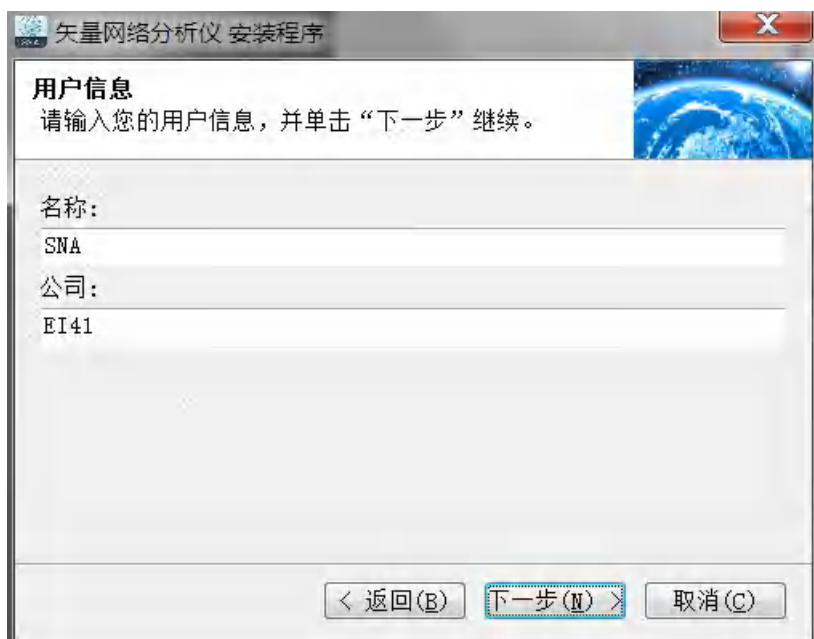 矢量网络分析仪 安装程序
用户信息
请输入您的用户信息，并单击“下一步”继续。
名称：
SNA
公司：
EI41
< 返回(B)
下一步(N) >
取消(C)